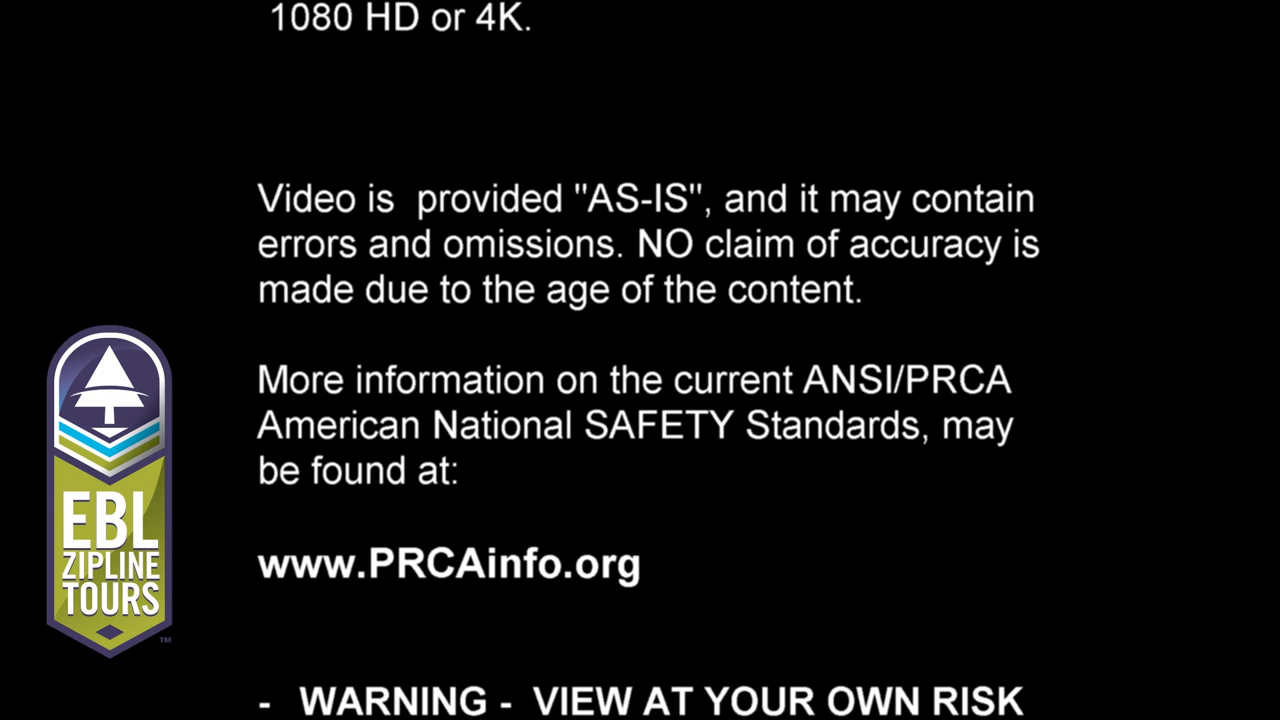 1080 HD or 4K.
Video is  provided "AS-IS", and it may contain
errors and omissions. NO claim of accuracy is
made due to the age of the content.
More information on the current ANSI/PRCA
American National SAFETY Standards, may
be found at:
www.PRCAinfo.org
-   WARNING -  VIEW AT YOUR OWN RISK
EBL
ZIPLINE
TOURS
™